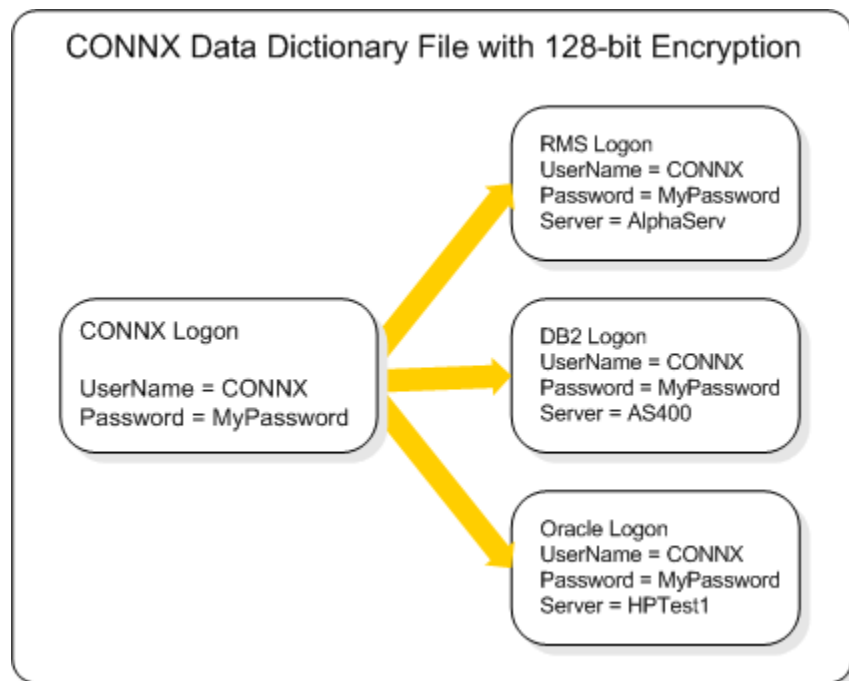 CONNX Data Dictionary File with 128-bit Encryption
RMS Logon
UserName = CONNX
Password = MyPassword
Server = AlphaServ
CONNX Logon
UserName = CONNX
Password = MyPassword
DB2 Logon
UserName = CONNX
Password = MyPassword
Server = AS400
Oracle Logon
UserName = CONNX
Password = MyPassword
Server = HPTest1